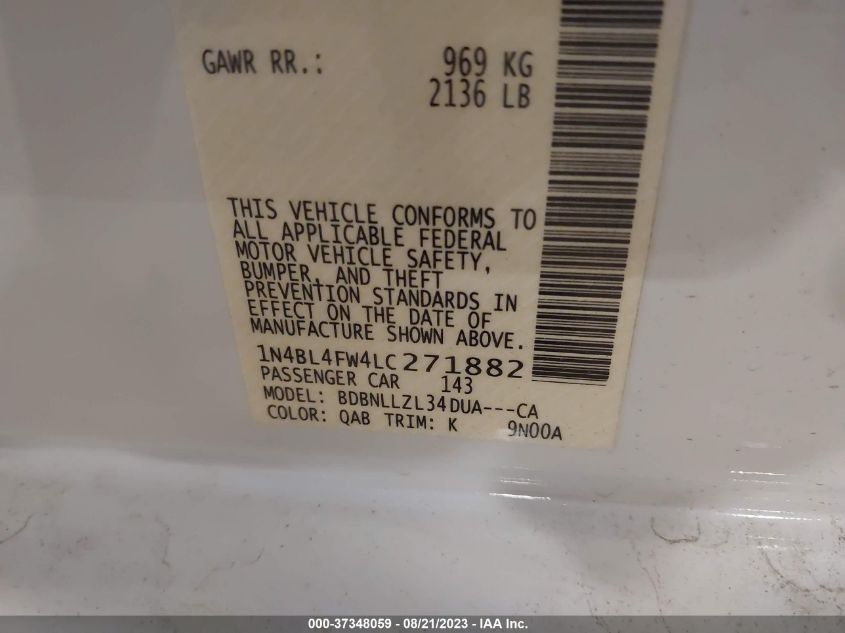 GAWR RR.: 969 KG
2136 LB
THIS VEHICLE CONFORMS TO
ALL APPLICABLE FEDERAL
MOTOR VEHICLE SAFETY,
BUMPER, AND THEFT
PREVENTION STANDARDS IN
EFFECT ON THE DATE OF
MANUFACTURE SHOWN ABOVE.
1N4BL4FW4LC271882
PASSENGER CAR 143
MODEL: BDBNLLZL34DUA---CA
COLOR: QAB TRIM: K 9N00A
000-37348059 - 08/21/2023 - IAA Inc.